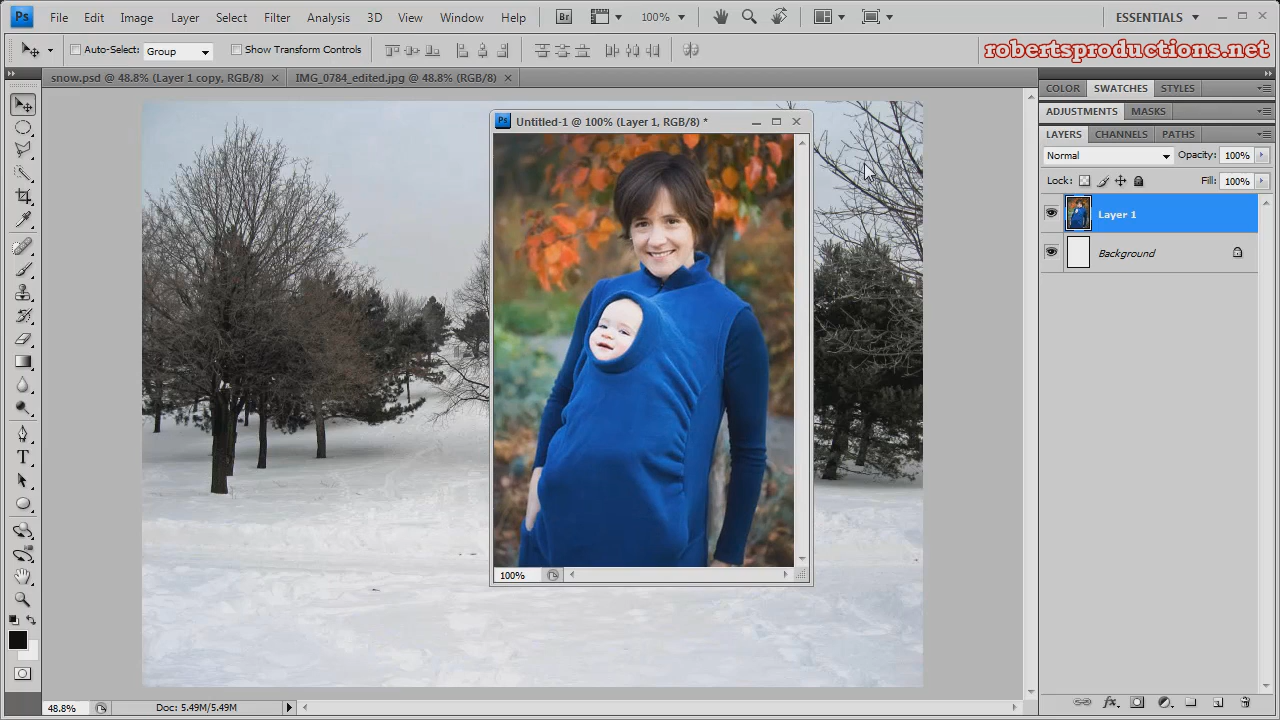 Ps File Edit Image Layer Select Filter Analysis 3D View Window Help Br 100% ESSENTIALS
Auto-Select: Group Show Transform Controls
robertsproductions.net
snow.psd @ 48.8% (Layer 1 copy, RGB/8) IMG_0784_edited.jpg @ 48.8% (RGB/8)
COLOR SWATCHES STYLES
ADJUSTMENTS MASKS
Ps Untitled-1 @ 100% (Layer 1, RGB/8) *
LAYERS CHANNELS PATHS
Normal Opacity: 100%
Lock: Fill: 100%
Layer 1
Background
T
100%
fx
48.8% Doc: 5.49M/5.49M